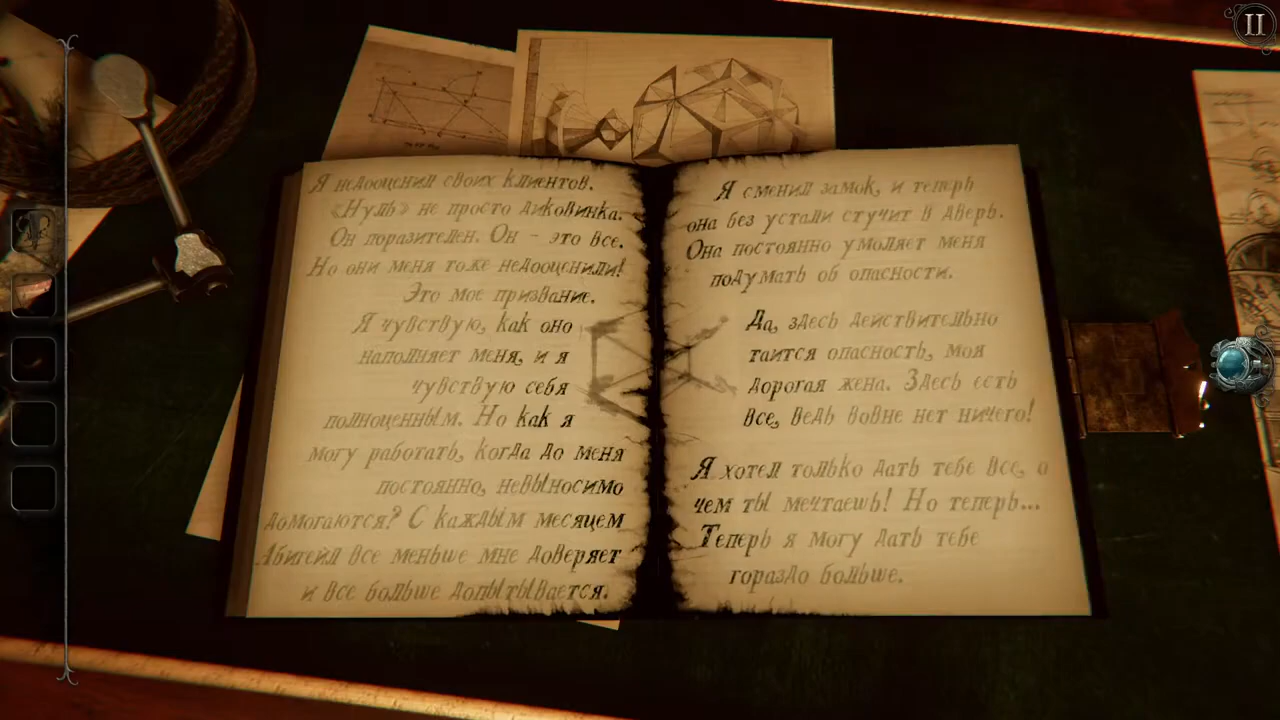 Я недооценил своих клиентов.
«Нуль» не просто диковинка.
Он поразителен. Он – это все.
Но они меня тоже недооценили!
Это мое призвание.
Я чувствую, как оно
наполняет меня, и я
чувствую себя
полноценным. Но как я
могу работать, когда до меня
постоянно, невыносимо
домогаются? С каждым месяцем
Абигейл все меньше мне доверяет
и все больше допытывается.
Я сменил замок, и теперь
она без устали стучит в дверь.
Она постоянно умоляет меня
подумать об опасности.
Да, здесь действительно
таится опасность, моя
дорогая жена. Здесь есть
все, ведь вовне нет ничего!
Я хотел только дать тебе все, о
чем ты мечтаешь! Но теперь...
Теперь я могу дать тебе
гораздо больше.